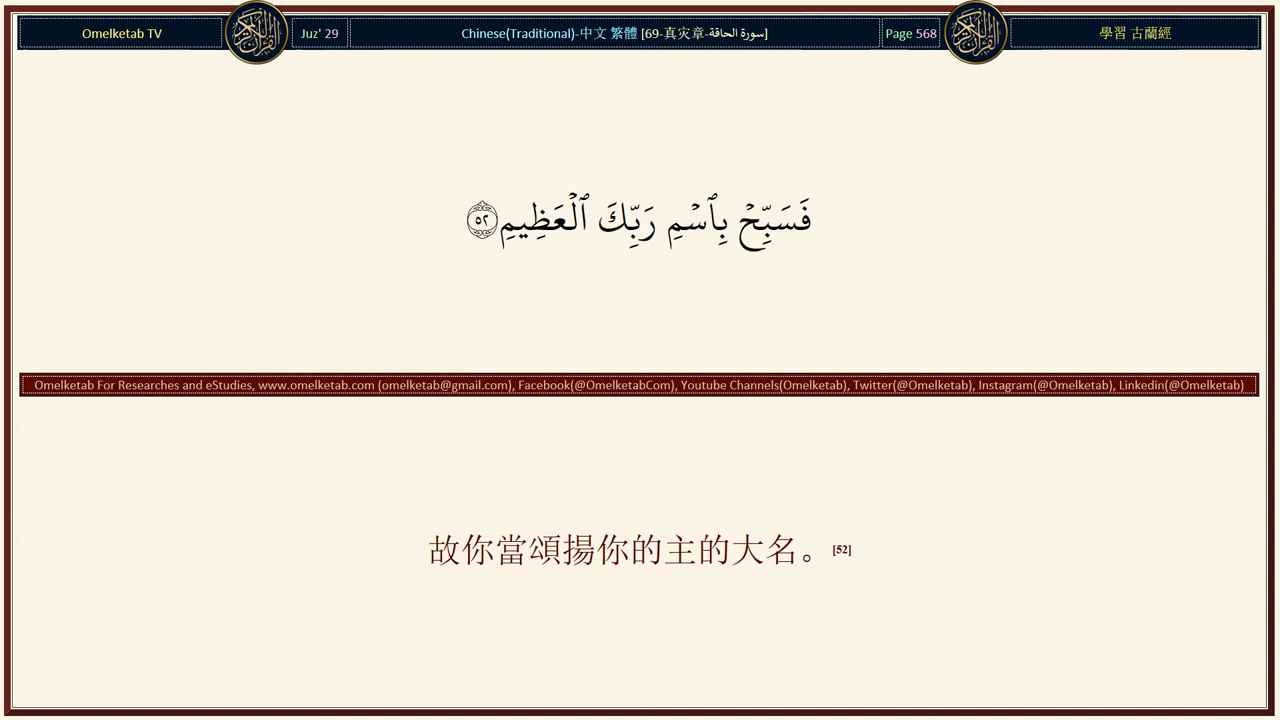 Omelketab TV
Juz' 29
Chinese(Traditional)-中文 繁體 [69-真灾章-سورة الحاقة]
Page 568
學習 古蘭經
فَسَبِّحۡ بِٱسۡمِ رَبِّكَ ٱلۡعَظِيمِ ٥٢
Omelketab For Researches and eStudies, www.omelketab.com (omelketab@gmail.com), Facebook(@OmelketabCom), Youtube Channels(Omelketab), Twitter(@Omelketab), Instagram(@Omelketab), Linkedin(@Omelketab)
故你當頌揚你的主的大名。[52]